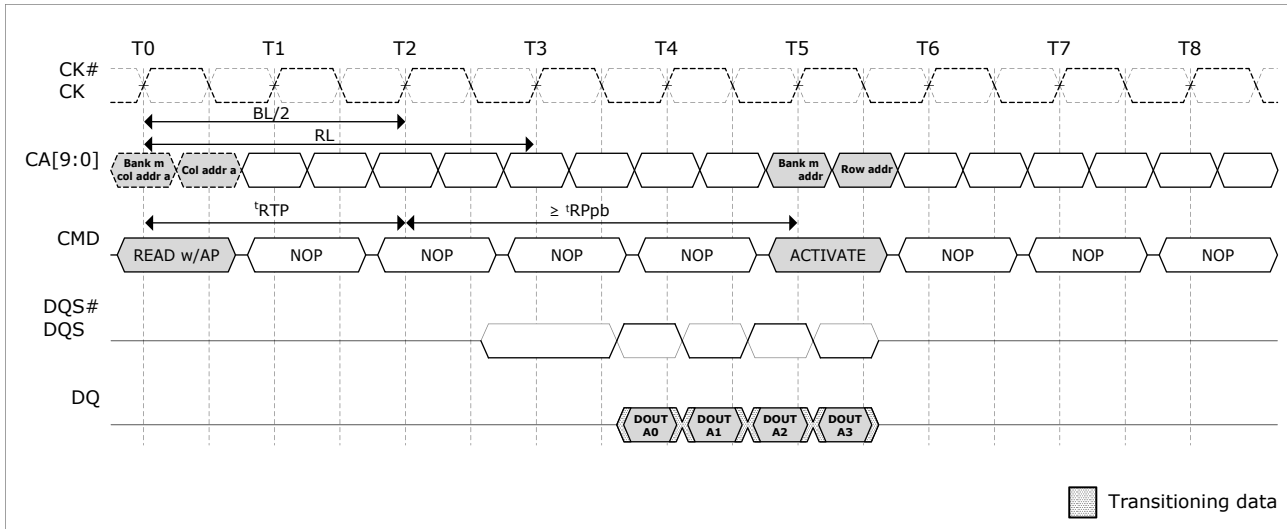 T0 T1 T2 T3 T4 T5 T6 T7 T8
CK#
CK
BL/2
RL
CA[9:0]
Bank m
col addr a
Col addr a
Bank m
addr
Row addr
tRTP
≥ tRPpb
CMD
READ w/AP NOP NOP NOP NOP ACTIVATE NOP NOP NOP
DQS#
DQS
DQ
DOUT
A0
DOUT
A1
DOUT
A2
DOUT
A3
Transitioning data